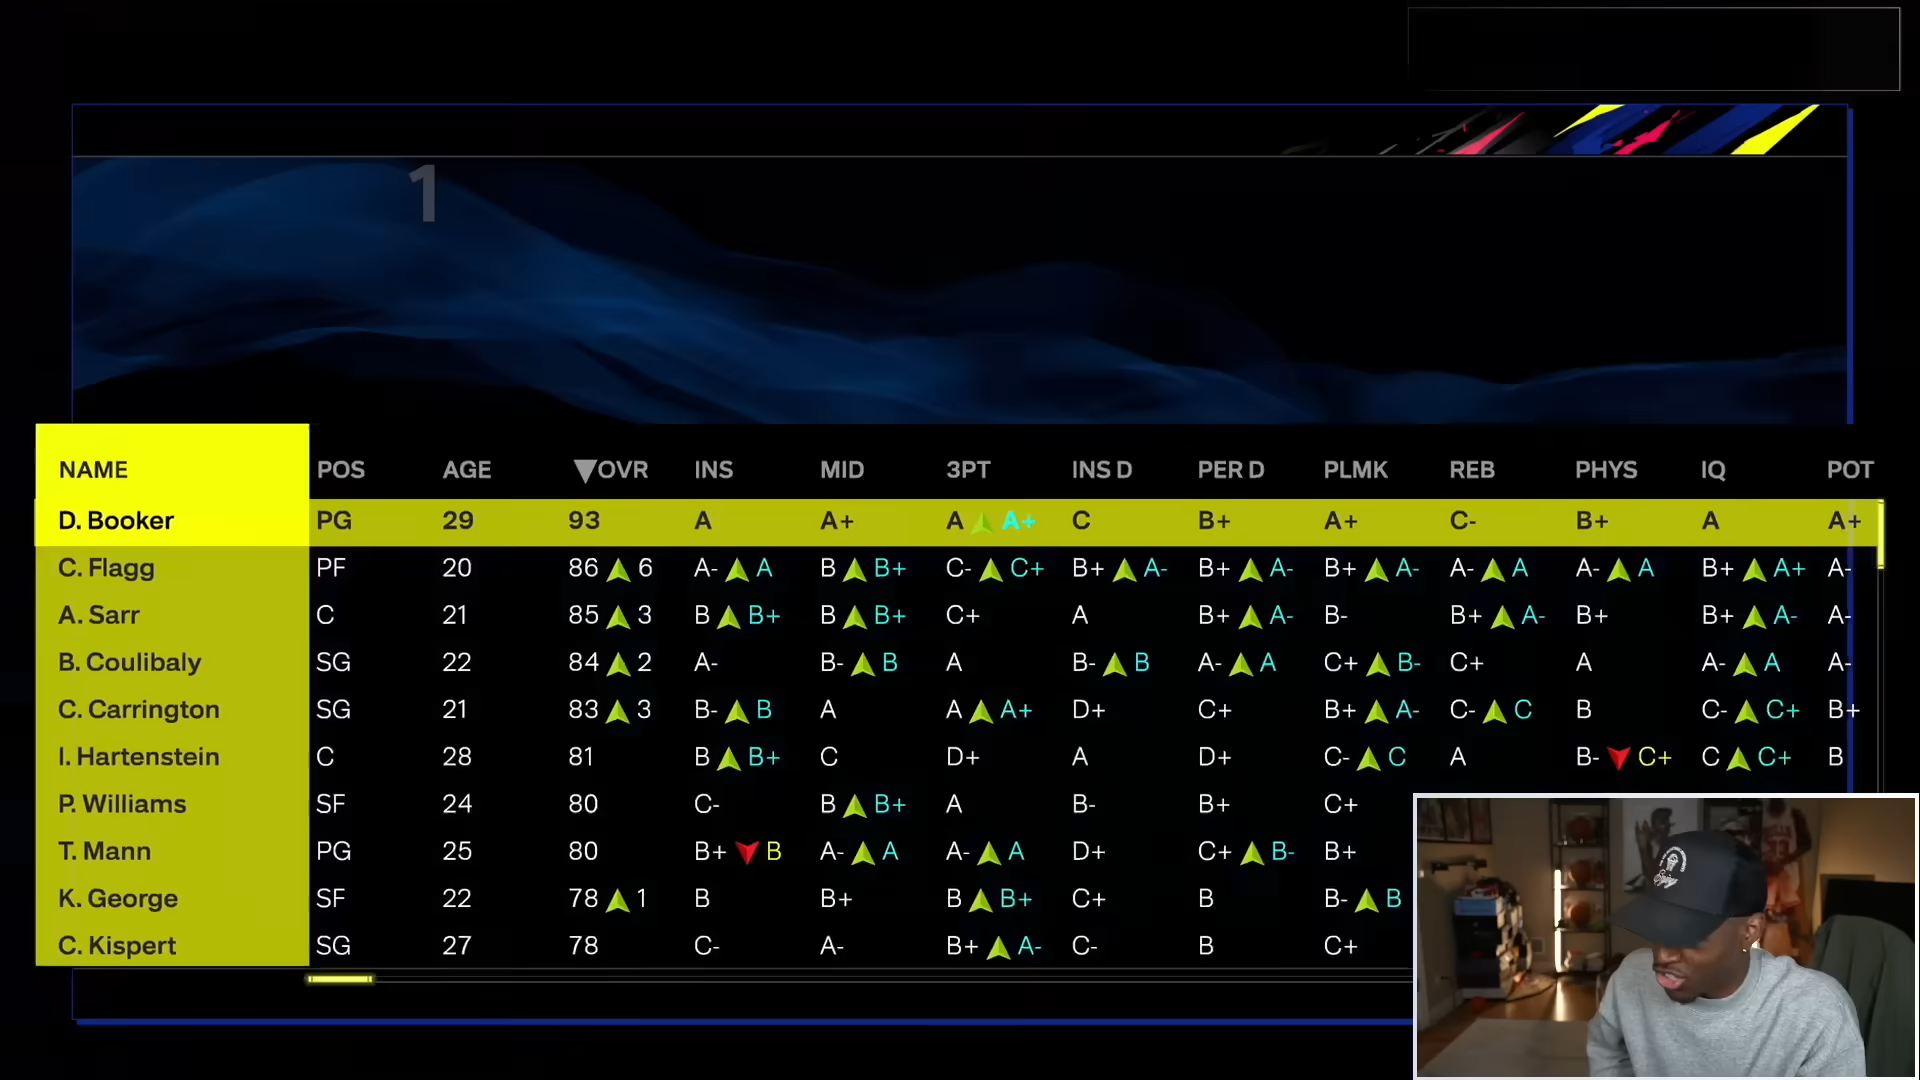 1
NAME POS AGE ▼OVR INS MID 3PT INS D PER D PLMK REB PHYS IQ POT
D. Booker PG 29 93 A A+ A ▲ A+ C B+ A+ C- B+ A A+
C. Flagg PF 20 86 ▲ 6 A- ▲ A B ▲ B+ C- ▲ C+ B+ ▲ A- B+ ▲ A- B+ ▲ A- A- ▲ A A- ▲ A B+ ▲ A+ A-
A. Sarr C 21 85 ▲ 3 B ▲ B+ B ▲ B+ C+ A B+ ▲ A- B- B+ ▲ A- B+ B+ ▲ A- A-
B. Coulibaly SG 22 84 ▲ 2 A- B- ▲ B A B- ▲ B A- ▲ A C+ ▲ B- C+ A A- ▲ A A-
C. Carrington SG 21 83 ▲ 3 B- ▲ B A A ▲ A+ D+ C+ B+ ▲ A- C- ▲ C B C- ▲ C+ B+
I. Hartenstein C 28 81 B ▲ B+ C D+ A D+ C- ▲ C A B- ▼ C+ C ▲ C+ B
P. Williams SF 24 80 C- B ▲ B+ A B- B+ C+
T. Mann PG 25 80 B+ ▼ B A- ▲ A A- ▲ A D+ C+ ▲ B- B+
K. George SF 22 78 ▲ 1 B B+ B ▲ B+ C+ B B- ▲ B
C. Kispert SG 27 78 C- A- B+ ▲ A- C- B C+